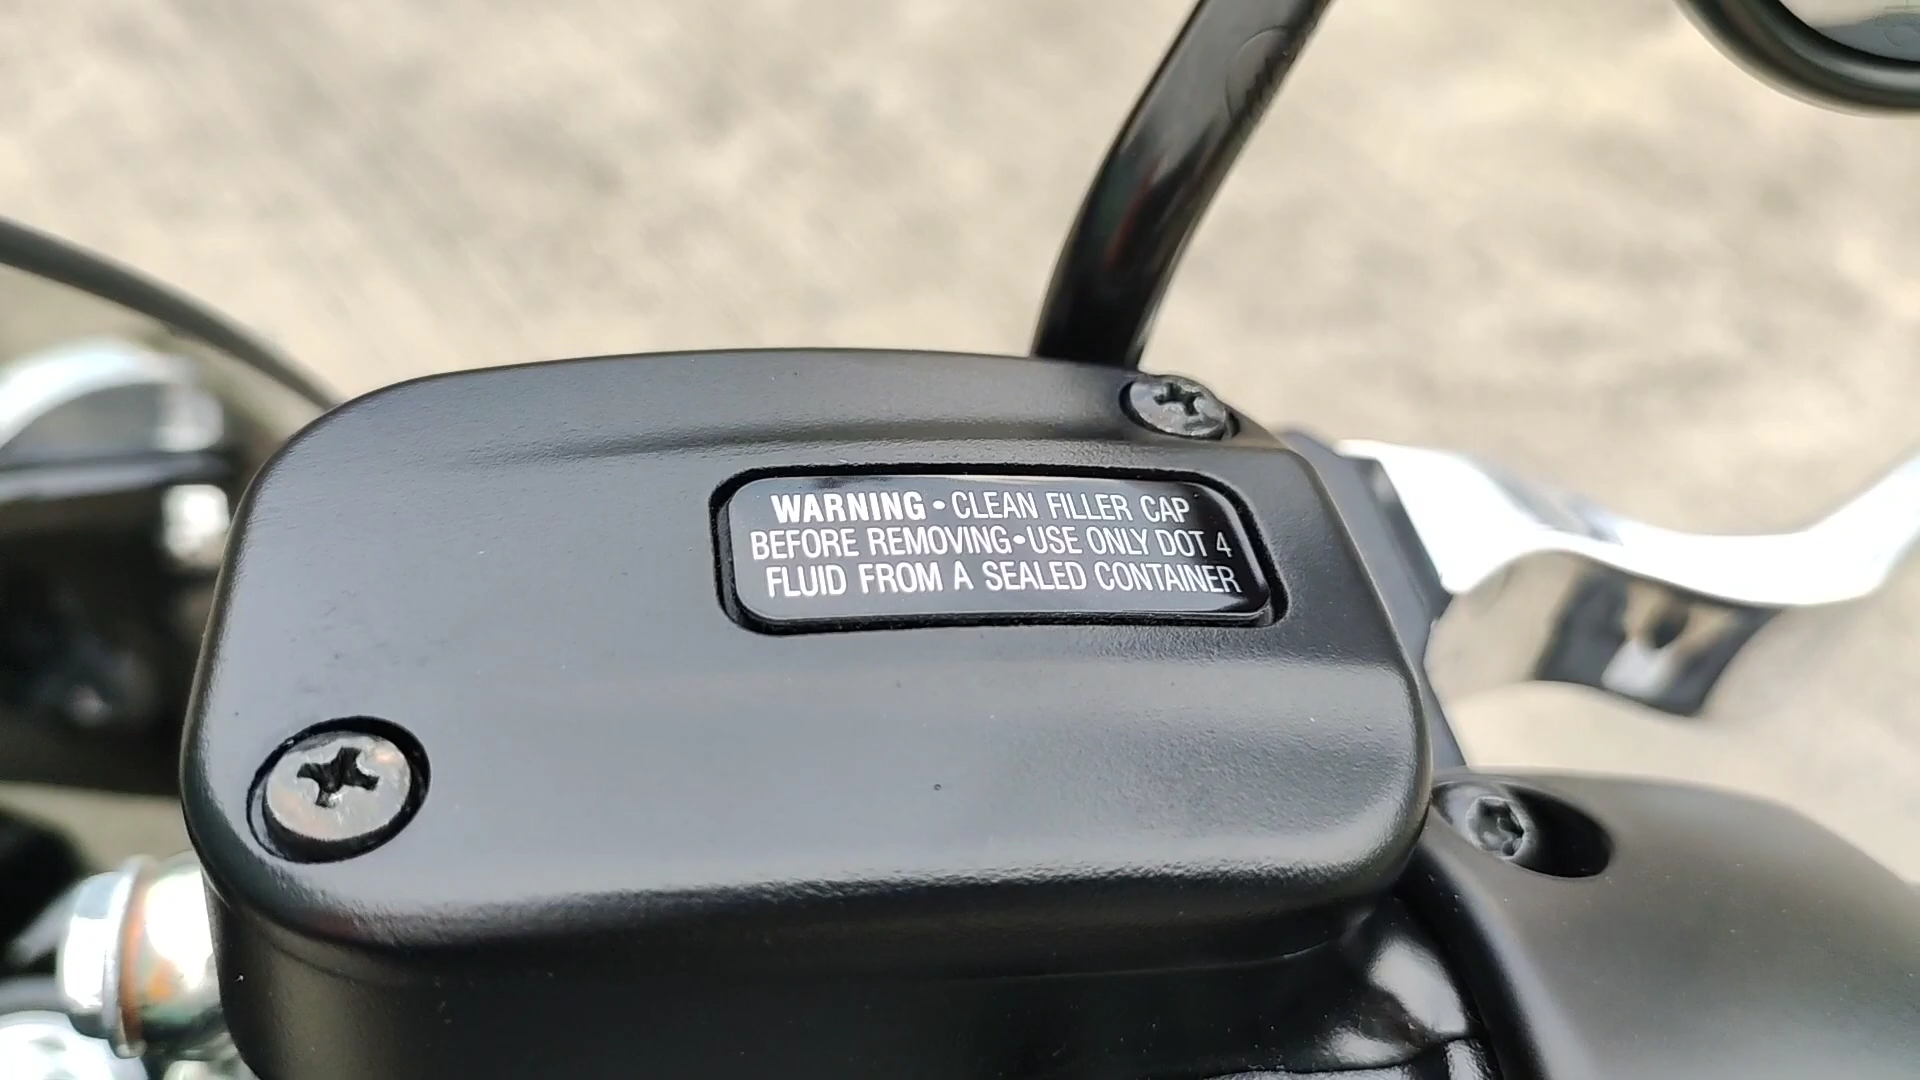 WARNING • CLEAN FILLER CAP
BEFORE REMOVING • USE ONLY DOT 4
FLUID FROM A SEALED CONTAINER